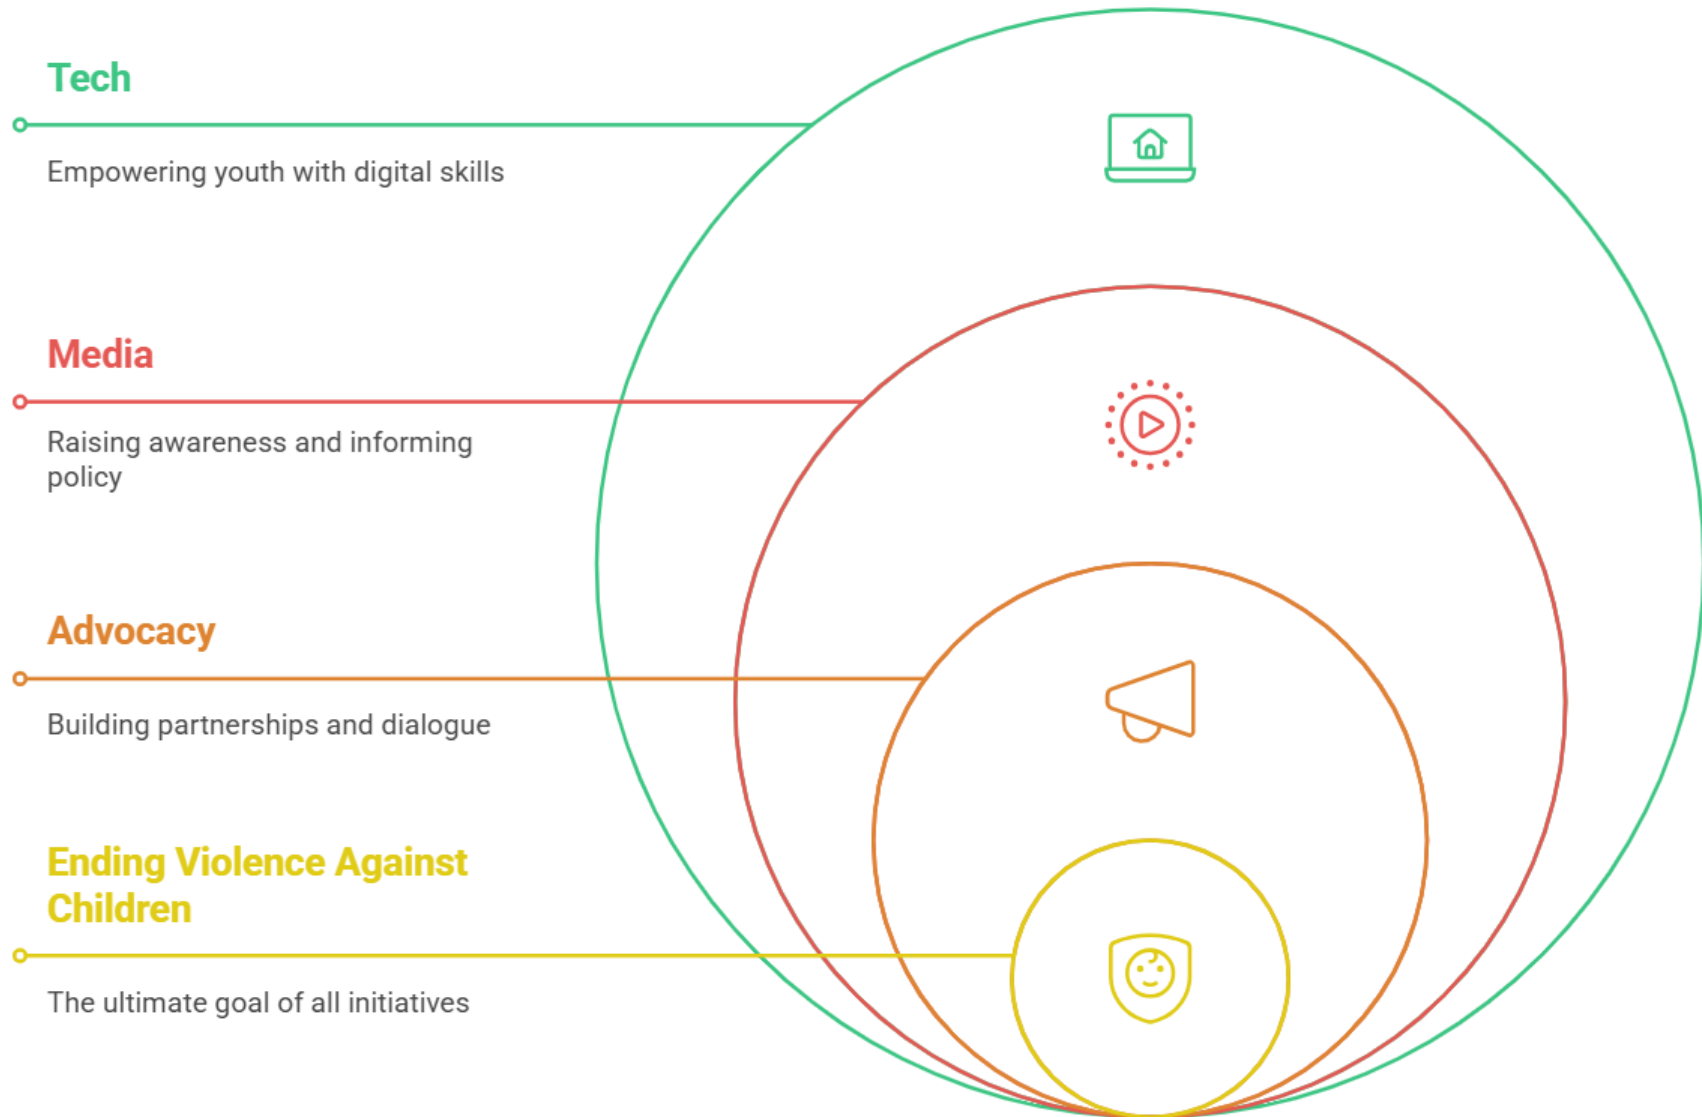 Tech
Empowering youth with digital skills
Media
Raising awareness and informing
policy
Advocacy
Building partnerships and dialogue
Ending Violence Against
Children
The ultimate goal of all initiatives